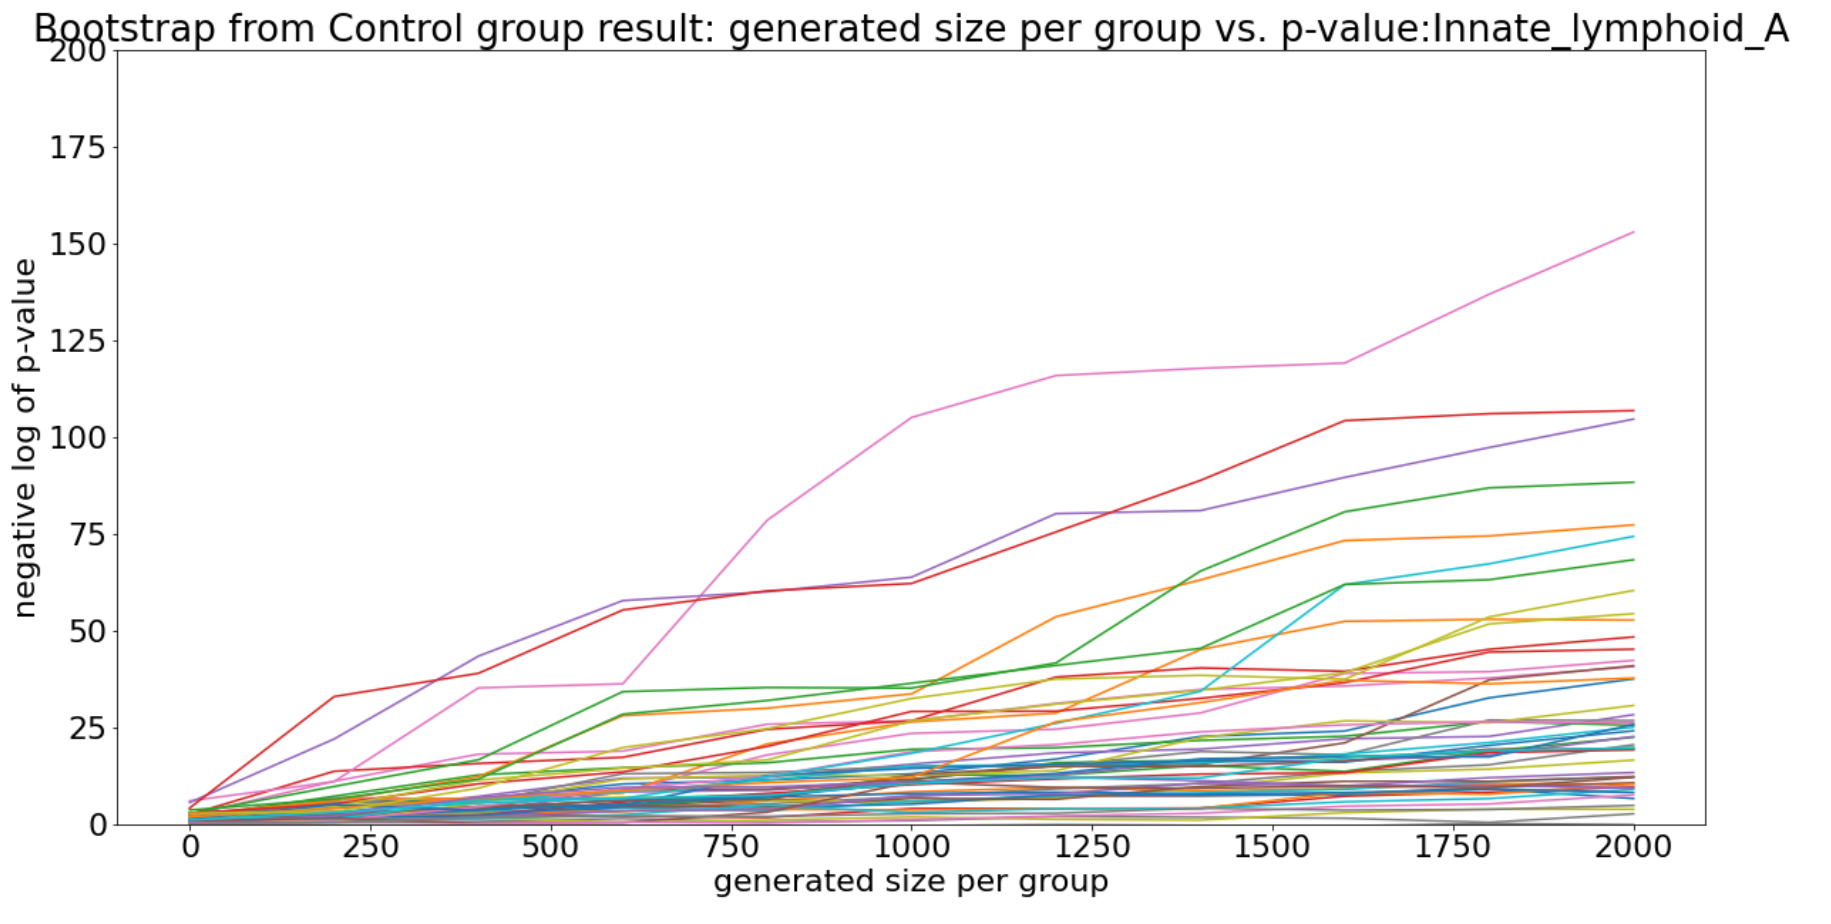 Bootstrap from Control group result: generated size per group vs. p-value:Innate_lymphoid_A
200
175
150
125
100
75
50
25
0
negative log of p-value
0 250 500 750 1000 1250 1500 1750 2000
generated size per group